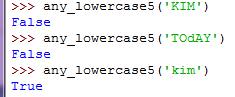 >>> any_lowercase5('KIM')
False
>>> any_lowercase5('TOdAY')
False
>>> any_lowercase5('kim')
True